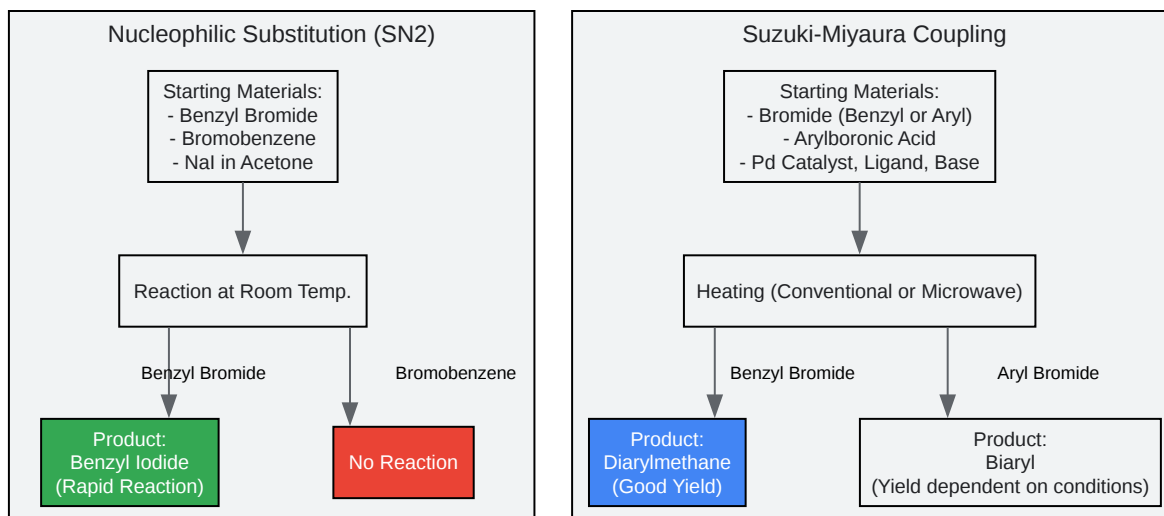 Nucleophilic Substitution (SN2)
Starting Materials:
- Benzyl Bromide
- Bromobenzene
- NaI in Acetone
Reaction at Room Temp.
Benzyl Bromide
Bromobenzene
Product:
Benzyl Iodide
(Rapid Reaction)
No Reaction
Suzuki-Miyaura Coupling
Starting Materials:
- Bromide (Benzyl or Aryl)
- Arylboronic Acid
- Pd Catalyst, Ligand, Base
Heating (Conventional or Microwave)
Benzyl Bromide
Aryl Bromide
Product:
Diarylmethane
(Good Yield)
Product:
Biaryl
(Yield dependent on conditions)